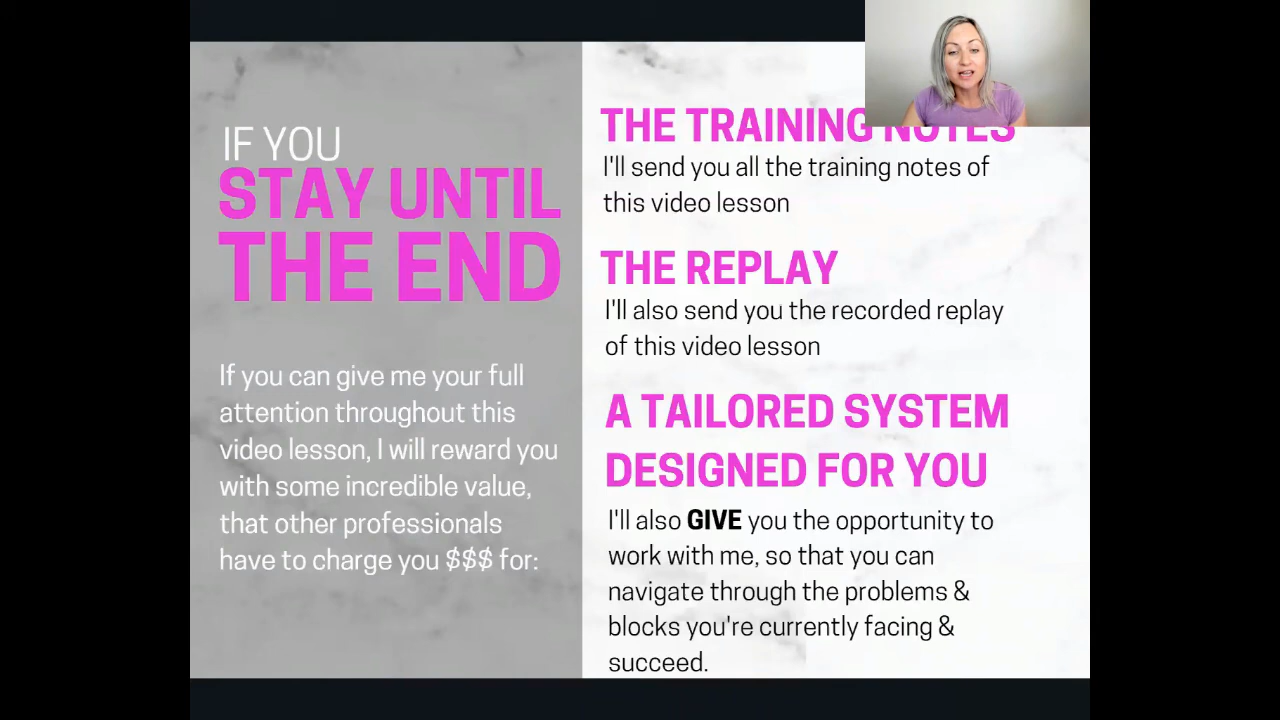 IF YOU
STAY UNTIL
THE END
If you can give me your full
attention throughout this
video lesson, I will reward you
with some incredible value,
that other professionals
have to charge you $$$ for:
THE TRAINING NOTES
I'll send you all the training notes of
this video lesson
THE REPLAY
I'll also send you the recorded replay
of this video lesson
A TAILORED SYSTEM
DESIGNED FOR YOU
I'll also GIVE you the opportunity to
work with me, so that you can
navigate through the problems &
blocks you're currently facing &
succeed.